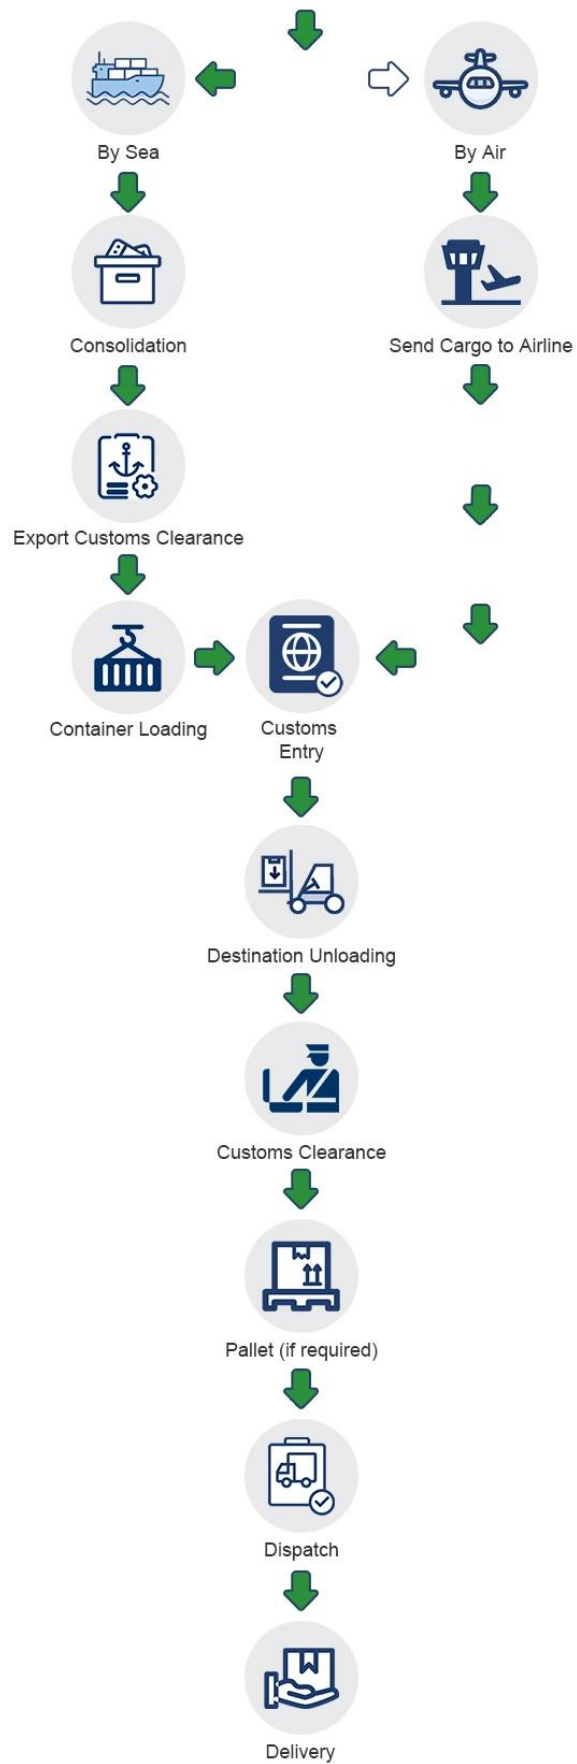 By Sea
By Air
Consolidation
Send Cargo to Airline
Export Customs Clearance
Container Loading
Customs
Entry
Destination Unloading
Customs Clearance
Pallet (if required)
Dispatch
Delivery